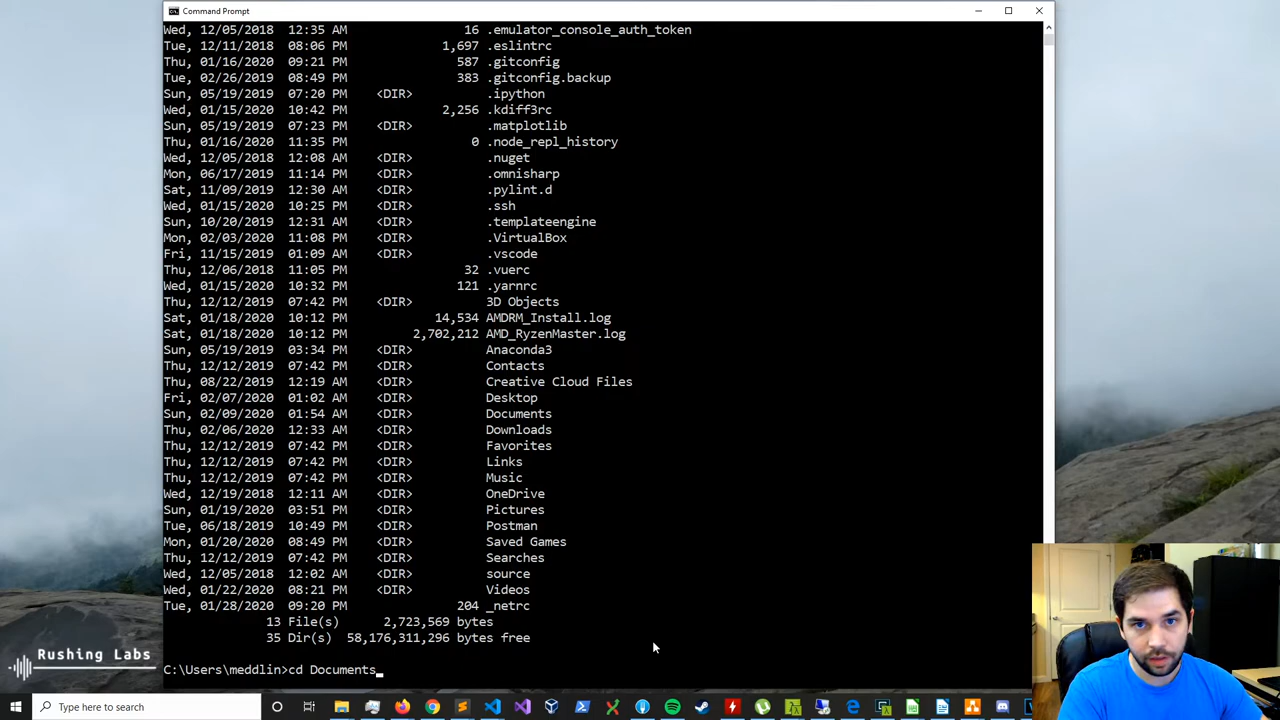 Command Prompt
Wed, 12/05/2018  12:35 AM                16 .emulator_console_auth_token
Tue, 12/11/2018  08:06 PM             1,697 .eslintrc
Thu, 01/16/2020  09:21 PM               587 .gitconfig
Tue, 02/26/2019  08:49 PM               383 .gitconfig.backup
Sun, 05/19/2019  07:20 PM    <DIR>          .ipython
Wed, 01/15/2020  10:42 PM             2,256 .kdiff3rc
Sun, 05/19/2019  07:23 PM    <DIR>          .matplotlib
Thu, 01/16/2020  11:35 PM                 0 .node_repl_history
Wed, 12/05/2018  12:08 AM    <DIR>          .nuget
Mon, 06/17/2019  11:14 PM    <DIR>          .omnisharp
Sat, 11/09/2019  12:30 AM    <DIR>          .pylint.d
Wed, 01/15/2020  10:25 PM    <DIR>          .ssh
Sun, 10/20/2019  12:31 AM    <DIR>          .templateengine
Mon, 02/03/2020  11:08 PM    <DIR>          .VirtualBox
Fri, 11/15/2019  01:09 AM    <DIR>          .vscode
Thu, 12/06/2018  11:05 PM                32 .vuerc
Wed, 01/15/2020  10:32 PM               121 .yarnrc
Thu, 12/12/2019  07:42 PM    <DIR>          3D Objects
Sat, 01/18/2020  10:12 PM            14,534 AMDRM_Install.log
Sat, 01/18/2020  10:12 PM         2,702,212 AMD_RyzenMaster.log
Sun, 05/19/2019  03:34 PM    <DIR>          Anaconda3
Thu, 12/12/2019  07:42 PM    <DIR>          Contacts
Thu, 08/22/2019  12:19 AM    <DIR>          Creative Cloud Files
Fri, 02/07/2020  01:02 AM    <DIR>          Desktop
Sun, 02/09/2020  01:54 AM    <DIR>          Documents
Thu, 02/06/2020  12:33 AM    <DIR>          Downloads
Thu, 12/12/2019  07:42 PM    <DIR>          Favorites
Thu, 12/12/2019  07:42 PM    <DIR>          Links
Thu, 12/12/2019  07:42 PM    <DIR>          Music
Wed, 12/19/2018  12:11 AM    <DIR>          OneDrive
Sun, 01/19/2020  03:51 PM    <DIR>          Pictures
Tue, 06/18/2019  10:49 PM    <DIR>          Postman
Mon, 01/20/2020  08:49 PM    <DIR>          Saved Games
Thu, 12/12/2019  07:42 PM    <DIR>          Searches
Wed, 12/05/2018  12:02 AM    <DIR>          source
Wed, 01/22/2020  08:21 PM    <DIR>          Videos
Tue, 01/28/2020  09:20 PM               204 _netrc
13 File(s)      2,723,569 bytes
35 Dir(s)  58,176,311,296 bytes free
C:\Users\meddlin>cd Documents
Rushing Labs
Type here to search